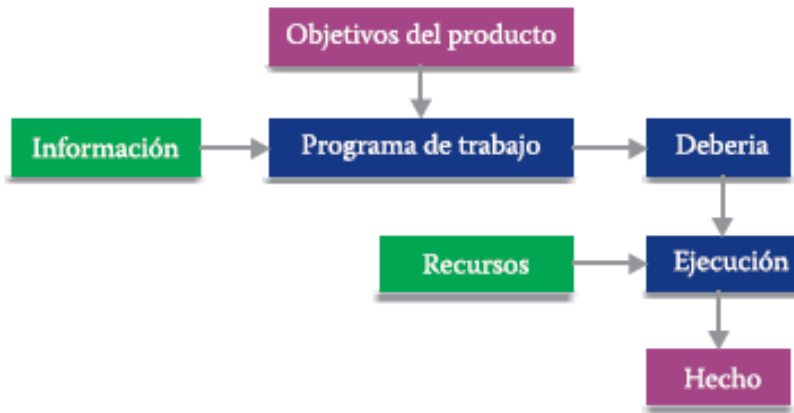 Objetivos del producto
Información
Programa de trabajo
Deberia
Recursos
Ejecución
Hecho